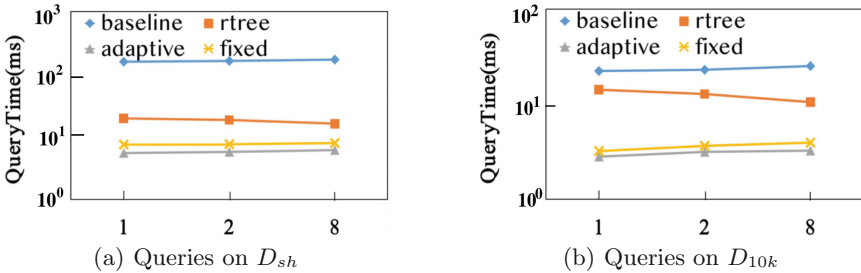 QueryTime(ms)
10³
10²
10¹
10⁰
baseline rtree
adaptive fixed
1 2 8
(a) Queries on D_sh
QueryTime(ms)
10²
10¹
10⁰
baseline rtree
adaptive fixed
1 2 8
(b) Queries on D_10k